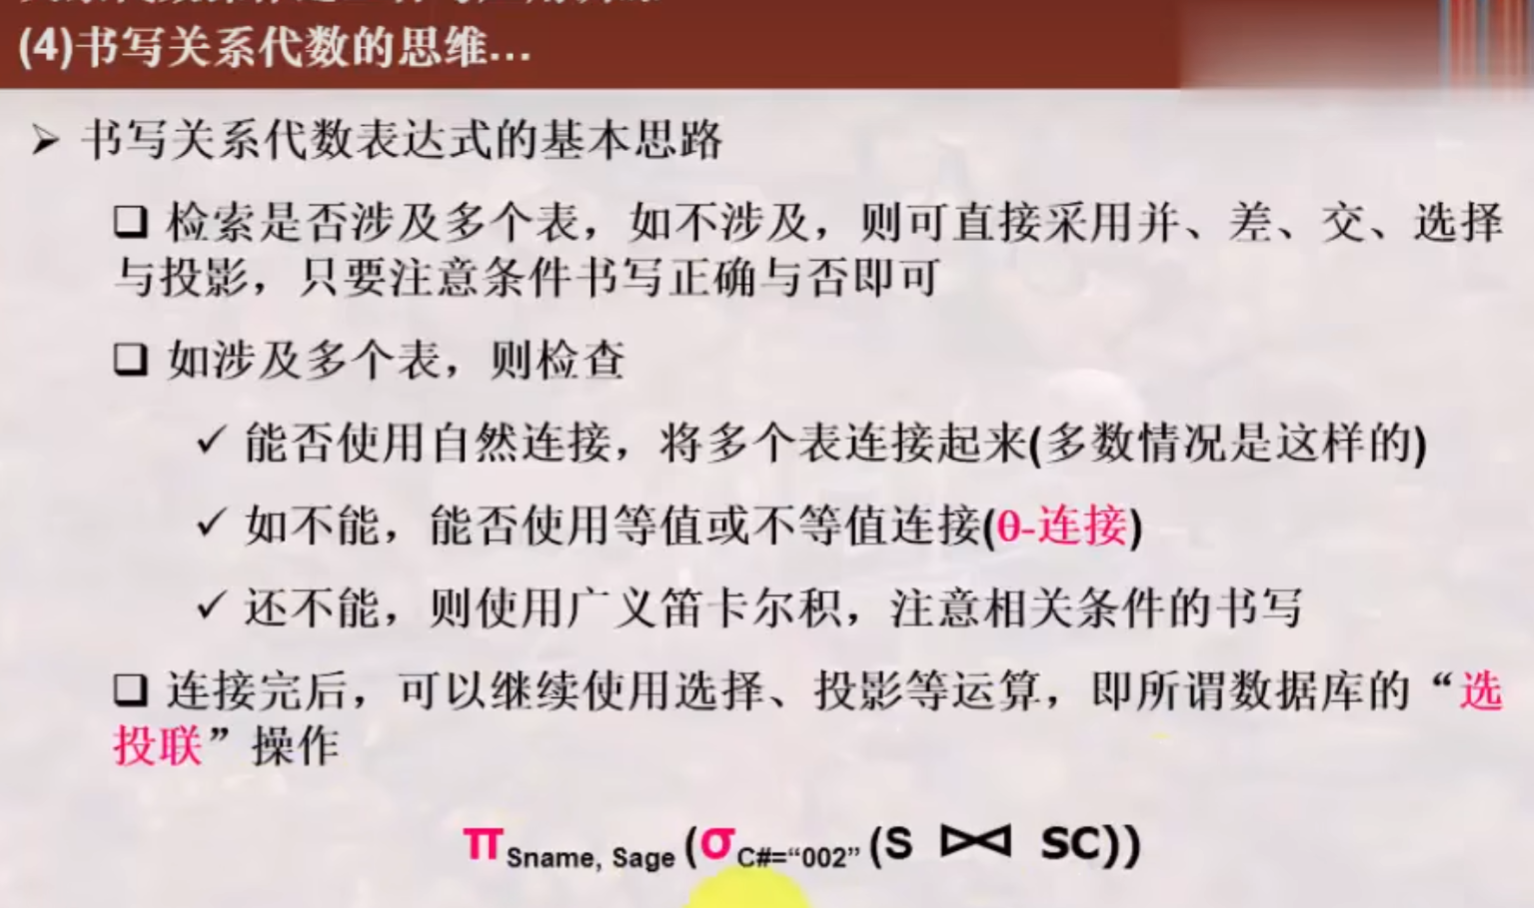 (4)书写关系代数的思维...
➢ 书写关系代数表达式的基本思路
❑ 检索是否涉及多个表，如不涉及，则可直接采用并、差、交、选择
与投影，只要注意条件书写正确与否即可
❑ 如涉及多个表，则检查
✓ 能否使用自然连接，将多个表连接起来(多数情况是这样的)
✓ 如不能，能否使用等值或不等值连接(θ-连接)
✓ 还不能，则使用广义笛卡尔积，注意相关条件的书写
❑ 连接完后，可以继续使用选择、投影等运算，即所谓数据库的“选
投联”操作
π Sname, Sage (σ C#=“002” (S ⋈ SC))